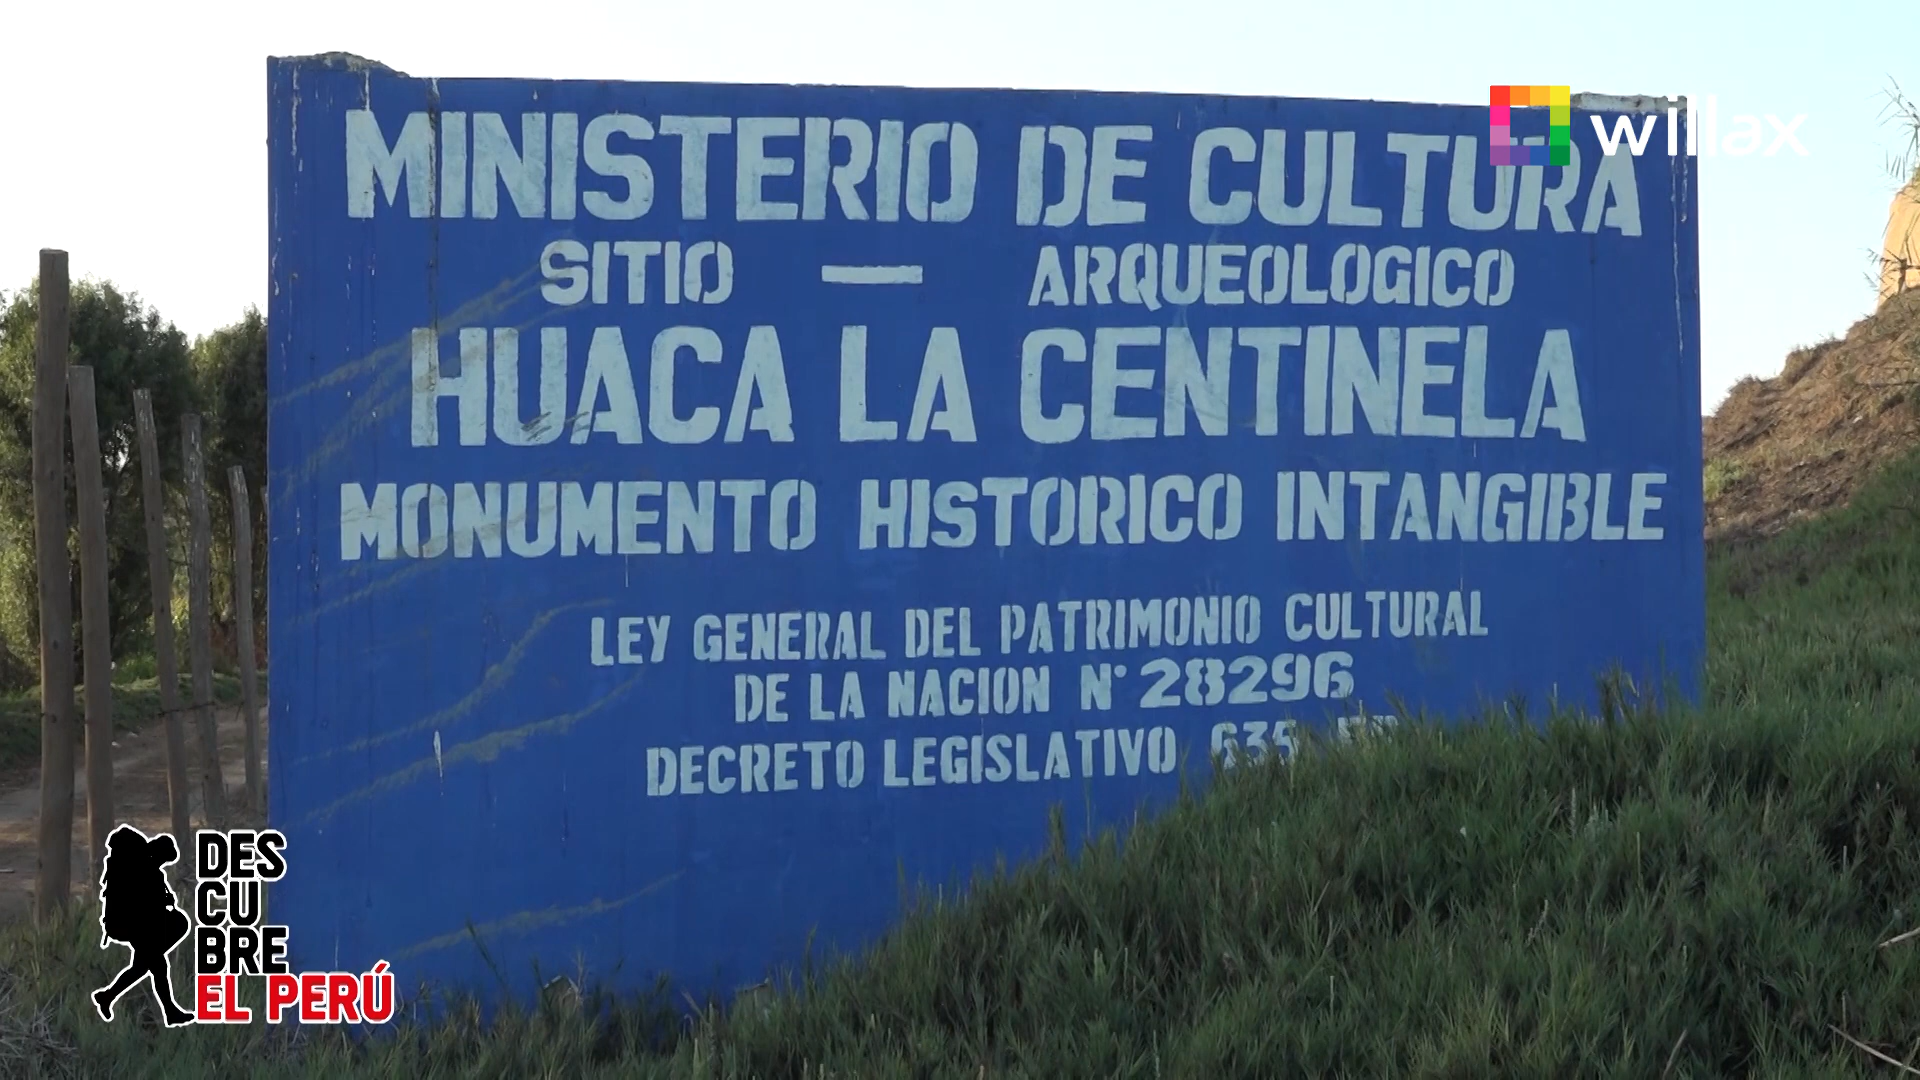 MINISTERIO DE CULTURA
SITIO — ARQUEOLOGICO
HUACA LA CENTINELA
MONUMENTO HISTORICO INTANGIBLE
LEY GENERAL DEL PATRIMONIO CULTURAL
DE LA NACION N° 28296
DECRETO LEGISLATIVO 635
willax
DES
CU
BRE
EL PERÚ